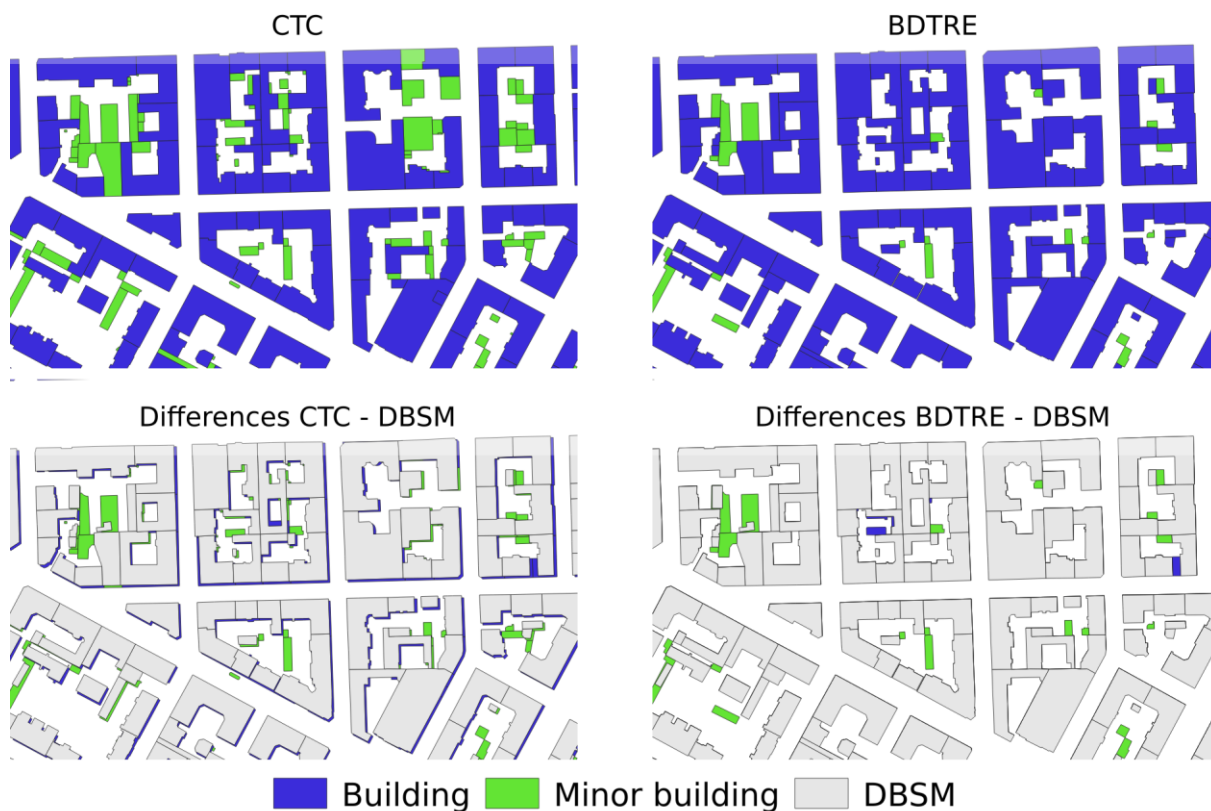 CTC
BDTRE
Differences CTC - DBSM
Differences BDTRE - DBSM
Building
Minor building
DBSM